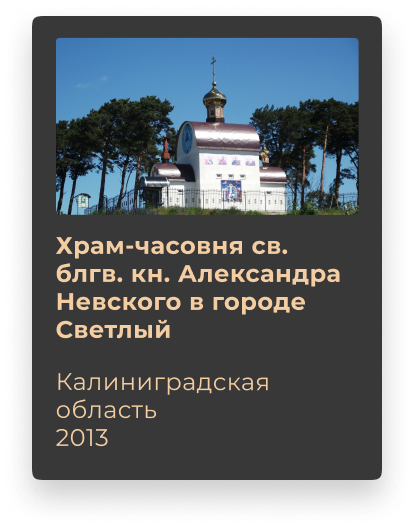 Храм-часовня св.
блгв. кн. Александра
Невского в городе
Светлый
Калиниградская
область
2013